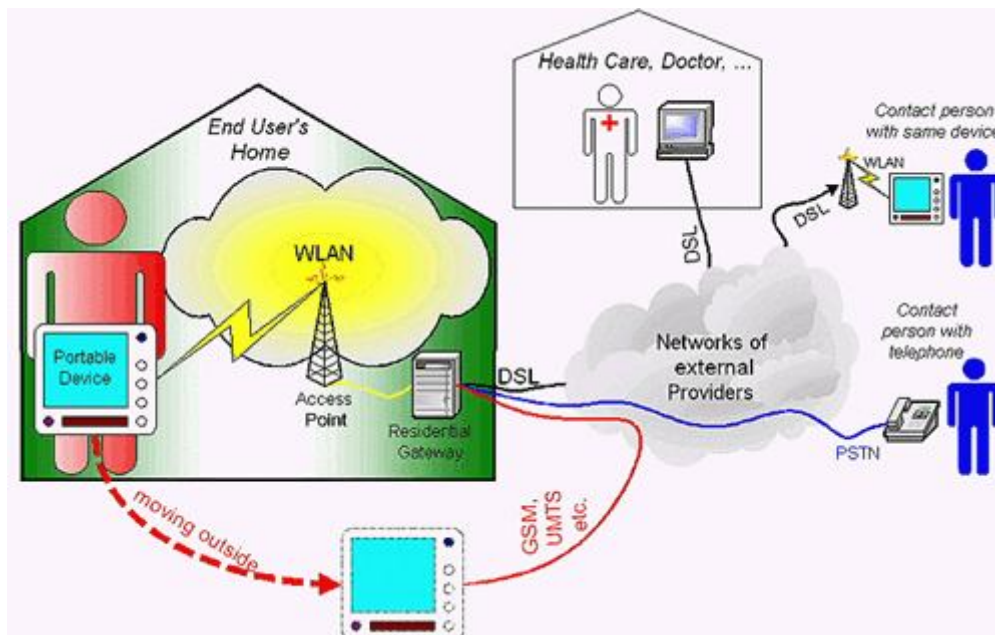 Health Care, Doctor, ...
End User's
Home
Contact person
with same device
WLAN
WLAN
DSL
DSL
Portable
Device
Contact
person with
telephone
Networks of
external
Providers
DSL
Access
Point
Residential
Gateway
PSTN
moving outside
GSM,
UMTS
etc.